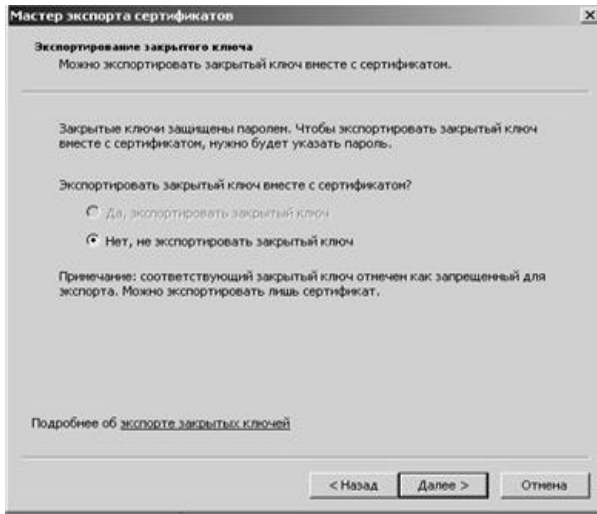 Мастер экспорта сертификатов
Экспортирование закрытого ключа
Можно экспортировать закрытый ключ вместе с сертификатом.
Закрытые ключи защищены паролем. Чтобы экспортировать закрытый ключ
вместе с сертификатом, нужно будет указать пароль.
Экспортировать закрытый ключ вместе с сертификатом?
Да, экспортировать закрытый ключ
Нет, не экспортировать закрытый ключ
Примечание: соответствующий закрытый ключ отмечен как запрещенный для
экспорта. Можно экспортировать лишь сертификат.
Подробнее об экспорте закрытых ключей
< Назад Далее > Отмена